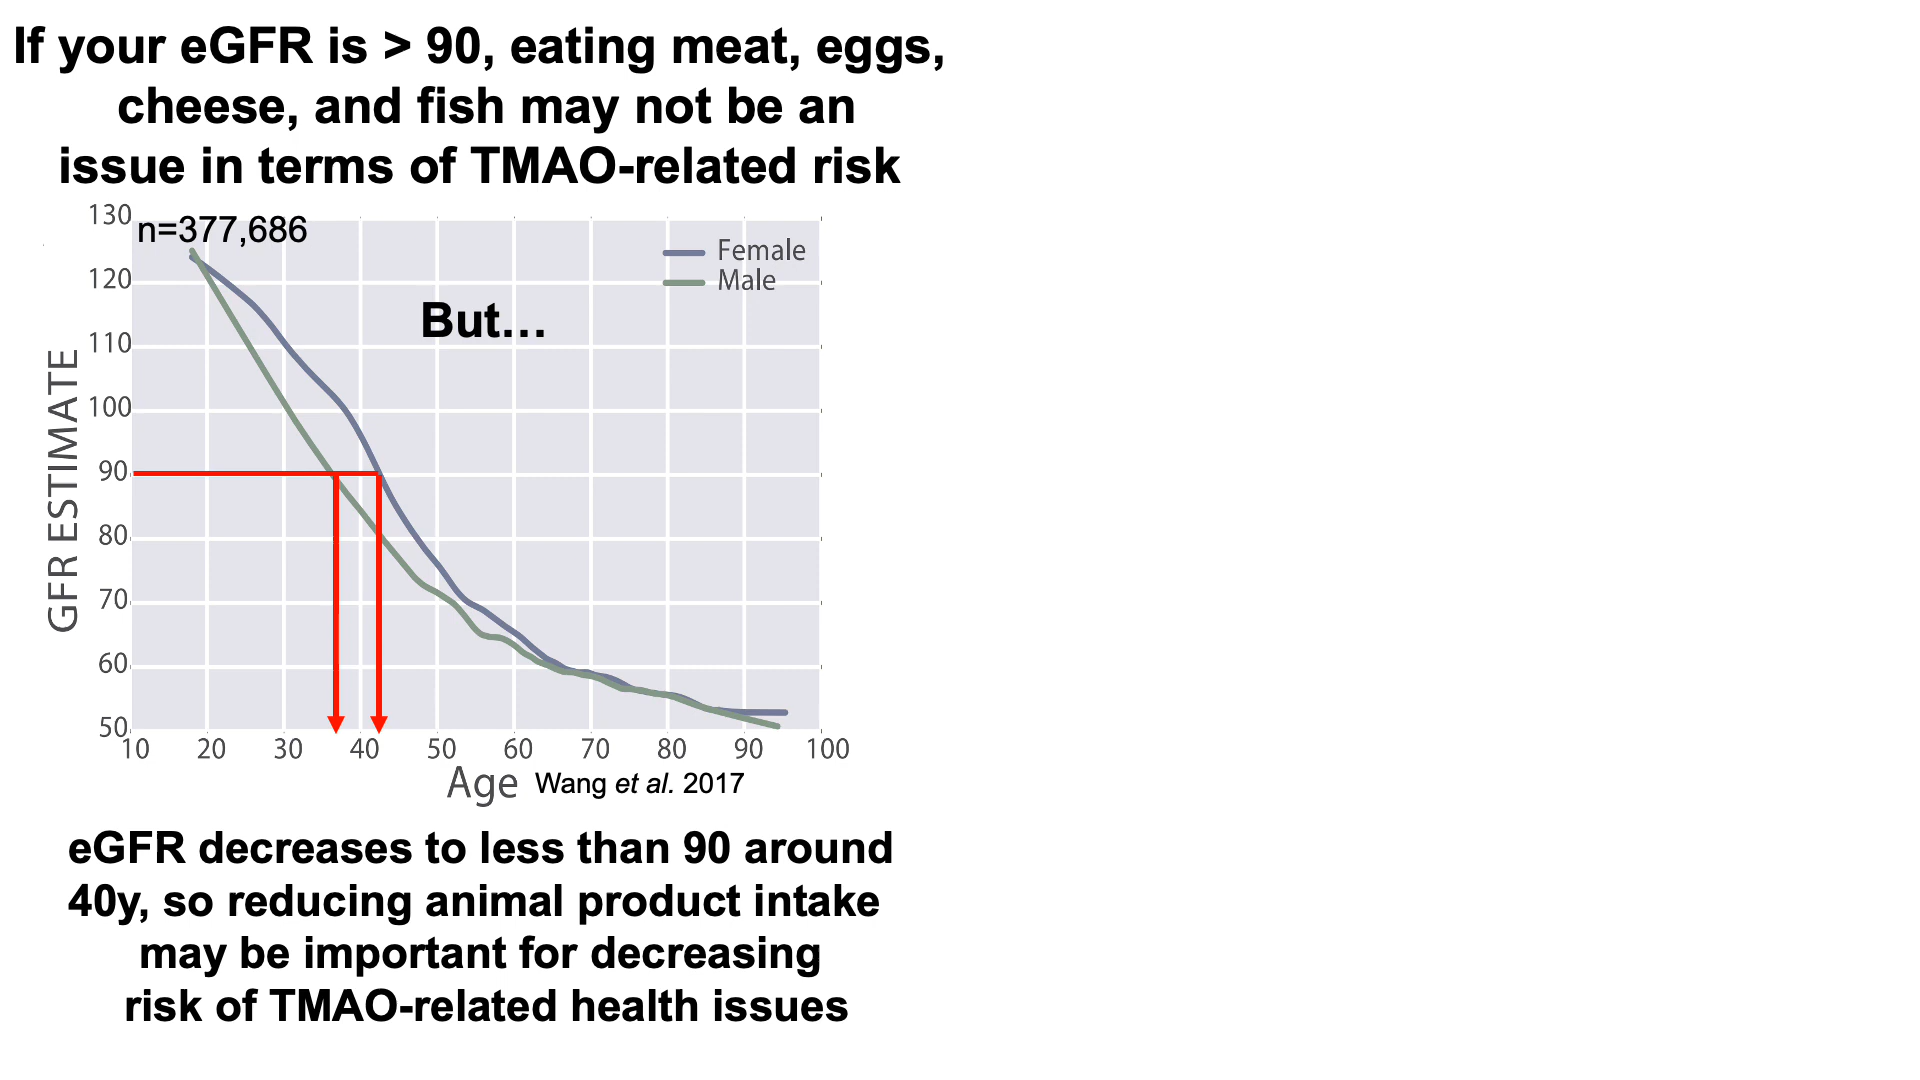 If your eGFR is > 90, eating meat, eggs,
cheese, and fish may not be an
issue in terms of TMAO-related risk
130
n=377,686
Female
Male
120
But...
110
100
90
80
70
60
50
GFR ESTIMATE
10 20 30 40 50 60 70 80 90 100
Age Wang et al. 2017
eGFR decreases to less than 90 around
40y, so reducing animal product intake
may be important for decreasing
risk of TMAO-related health issues